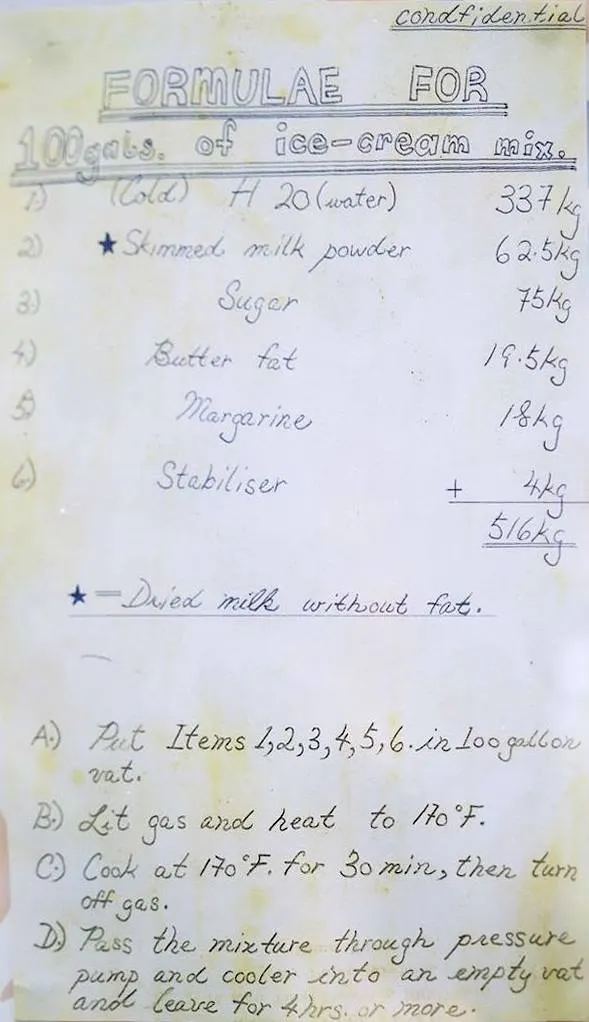 condfidential
FORMULAE FOR
100gals. of ice-cream mix.
1) (Cold) H20(water) 337kg
2) ★ Skimmed milk powder 62.5kg
3) Sugar 75kg
4) Butter fat 19.5kg
5) Margarine 18kg
6) Stabiliser + 4kg
516kg
★ = Dried milk without fat.
A.) Put Items 1,2,3,4,5,6. in 100 gallon
vat.
B.) Lit gas and heat to 170°F.
C.) Cook at 170°F. for 30 min, then turn
off gas.
D.) Pass the mixture through pressure
pump and cooler into an empty vat
and leave for 4 hrs. or more.